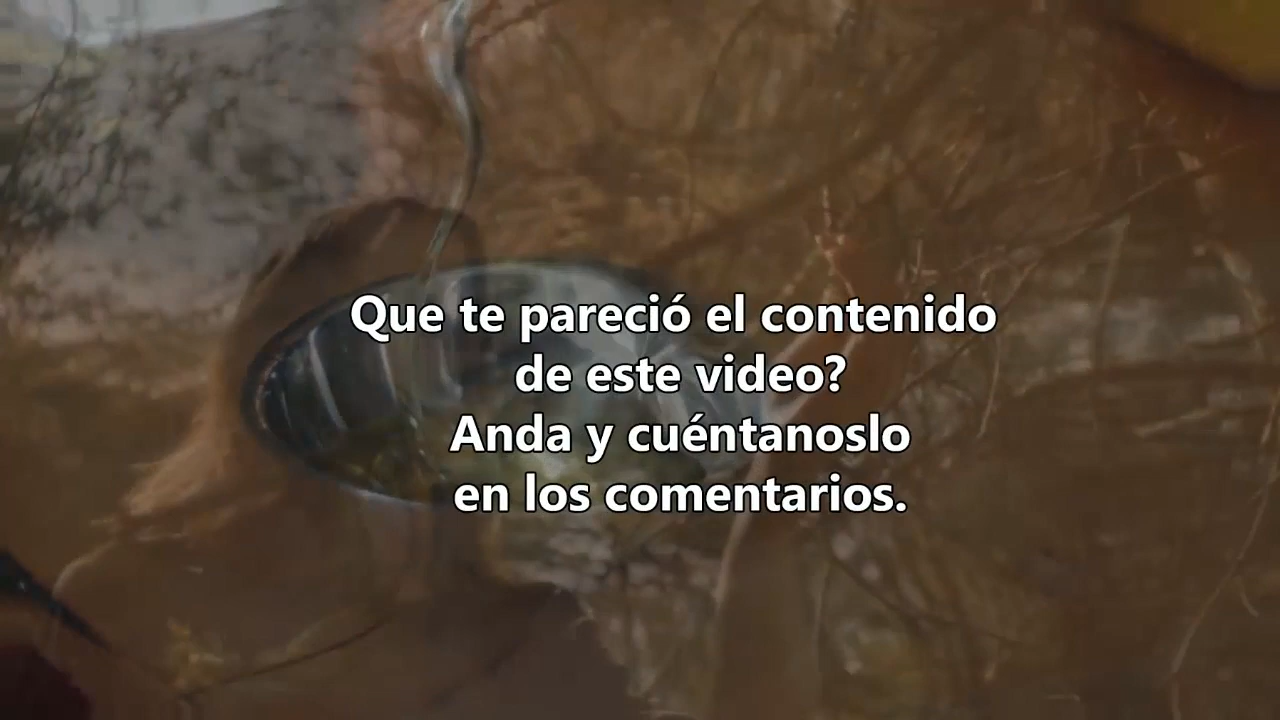 Que te pareció el contenido
de este video?
Anda y cuéntanoslo
en los comentarios.